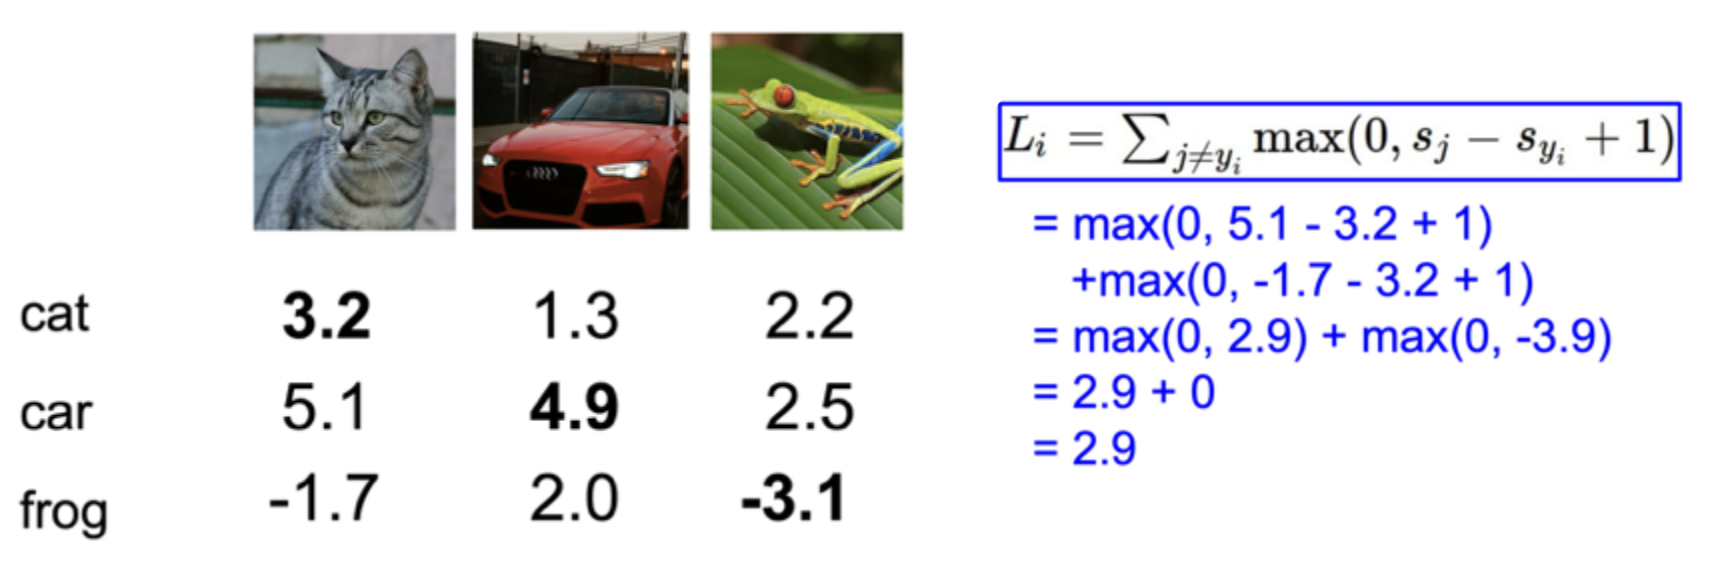 L_i = ∑_{j≠y_i} max(0, s_j − s_{y_i} + 1)
= max(0, 5.1 - 3.2 + 1)
+max(0, -1.7 - 3.2 + 1)
= max(0, 2.9) + max(0, -3.9)
= 2.9 + 0
= 2.9
cat 3.2 1.3 2.2
car 5.1 4.9 2.5
frog -1.7 2.0 -3.1